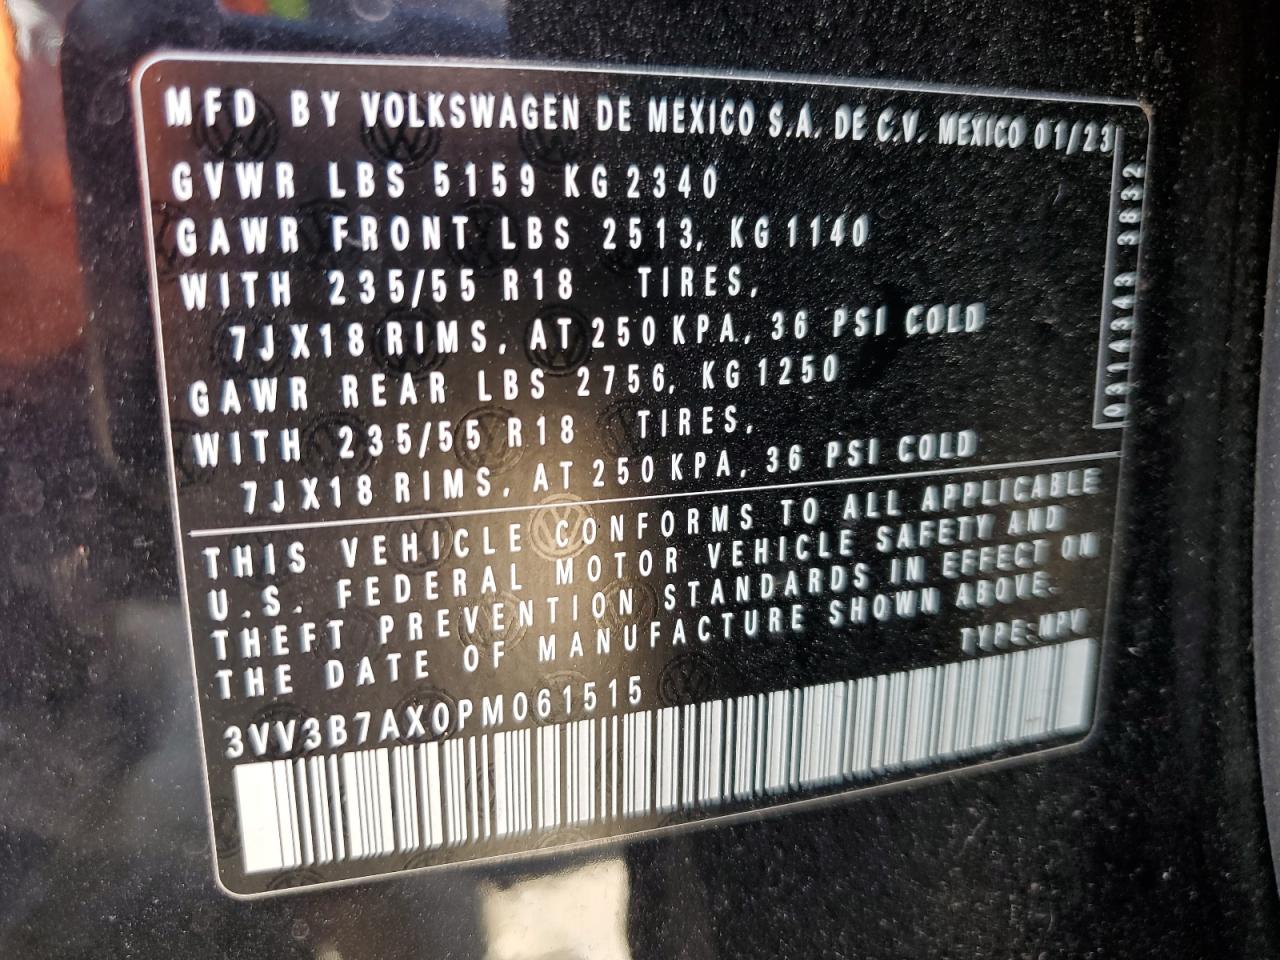 MFD BY VOLKSWAGEN DE MEXICO S.A. DE C.V. MEXICO 01/23
GVWR LBS 5159 KG 2340
GAWR FRONT LBS 2513, KG 1140
WITH 235/55 R18 TIRES,
7JX18 RIMS, AT 250 KPA, 36 PSI COLD
GAWR REAR LBS 2756, KG 1250
WITH 235/55 R18 TIRES,
7JX18 RIMS, AT 250 KPA, 36 PSI COLD
THIS VEHICLE CONFORMS TO ALL APPLICABLE
U.S. FEDERAL MOTOR VEHICLE SAFETY AND
THEFT PREVENTION STANDARDS IN EFFECT ON
THE DATE OF MANUFACTURE SHOWN ABOVE.
TYPE:MPV
3VV3B7AX0PM061515